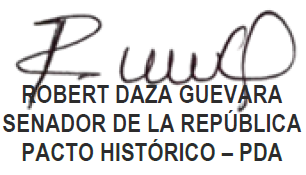 ROBERT DAZA GUEVARA
SENADOR DE LA REPÚBLICA
PACTO HISTÓRICO – PDA